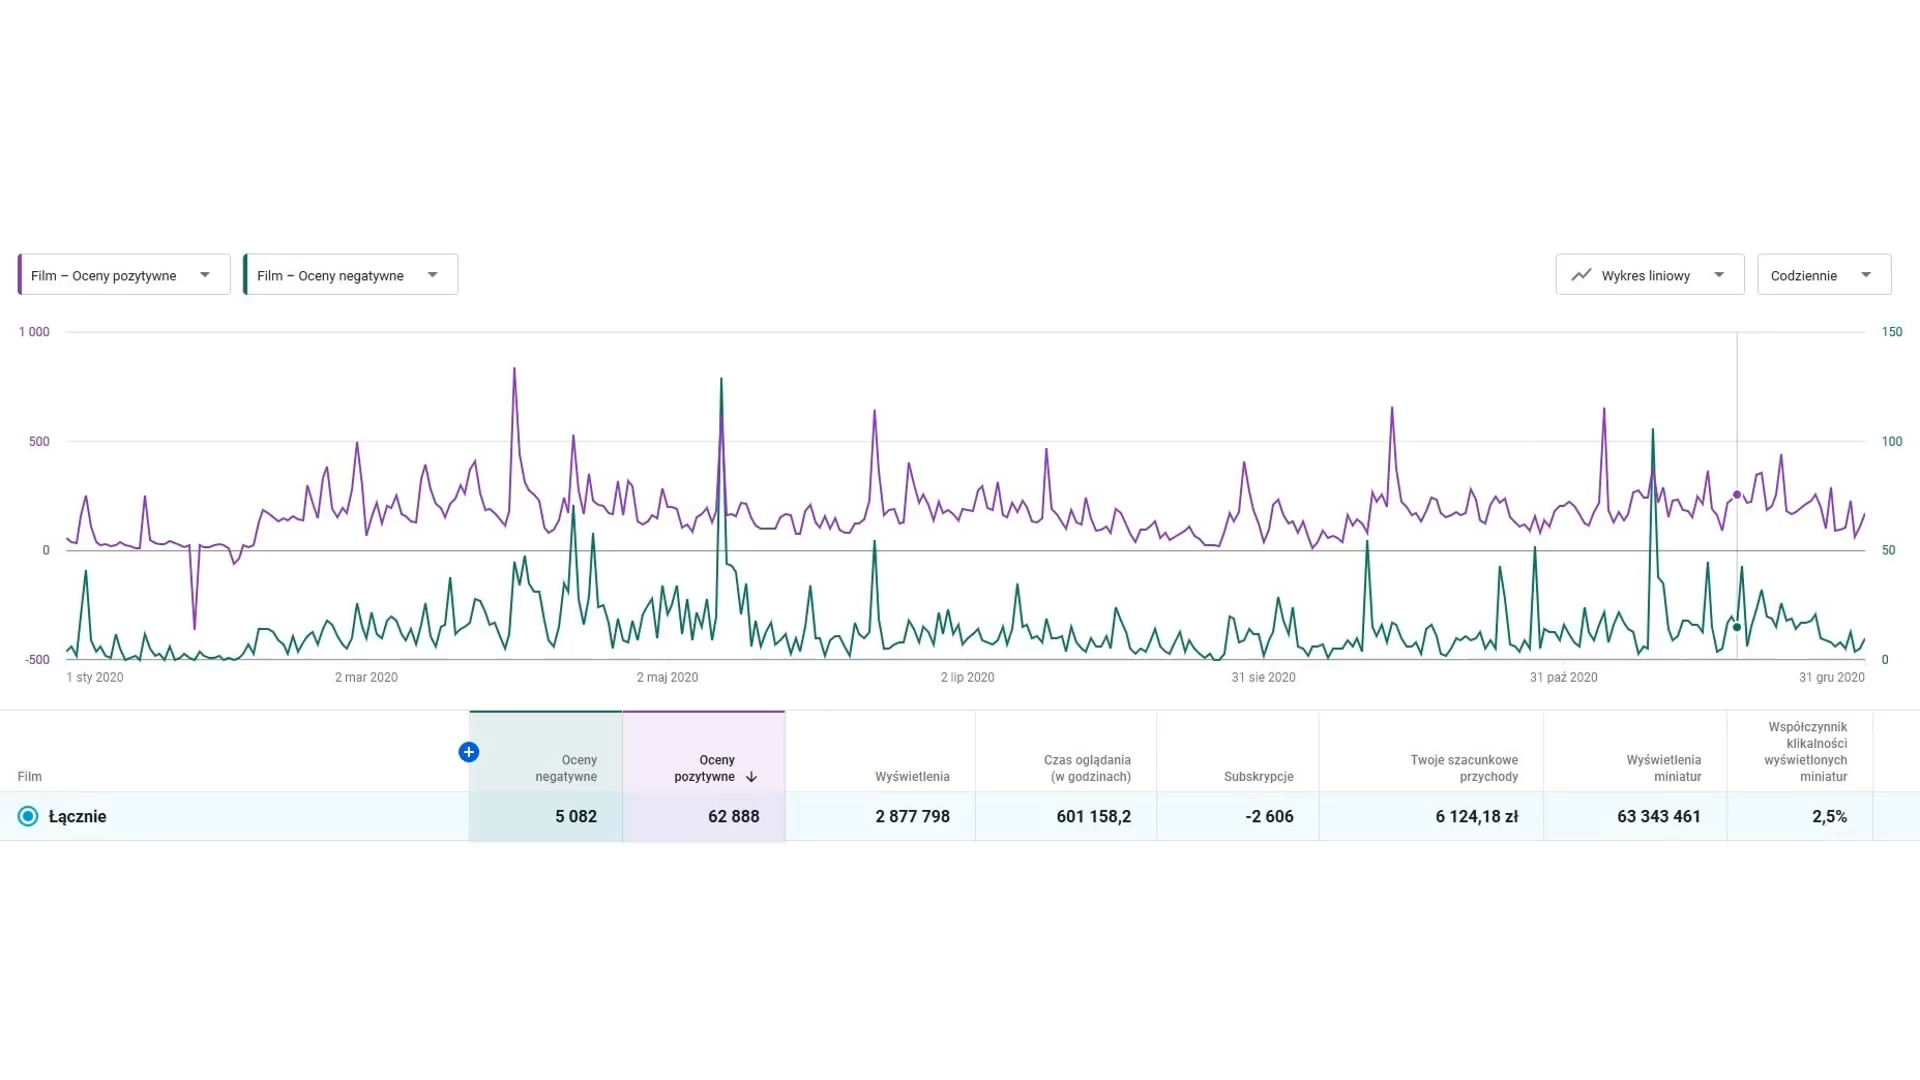 Film – Oceny pozytywne
Film – Oceny negatywne
Wykres liniowy
Codziennie
1 000
500
0
-500
150
100
50
0
1 sty 2020
2 mar 2020
2 maj 2020
2 lip 2020
31 sie 2020
31 paź 2020
31 gru 2020
Film
Oceny
negatywne
Oceny
pozytywne
Wyświetlenia
Czas oglądania
(w godzinach)
Subskrypcje
Twoje szacunkowe
przychody
Wyświetlenia
miniatur
Współczynnik
klikalności
wyświetlonych
miniatur
Łącznie
5 082
62 888
2 877 798
601 158,2
-2 606
6 124,18 zł
63 343 461
2,5%